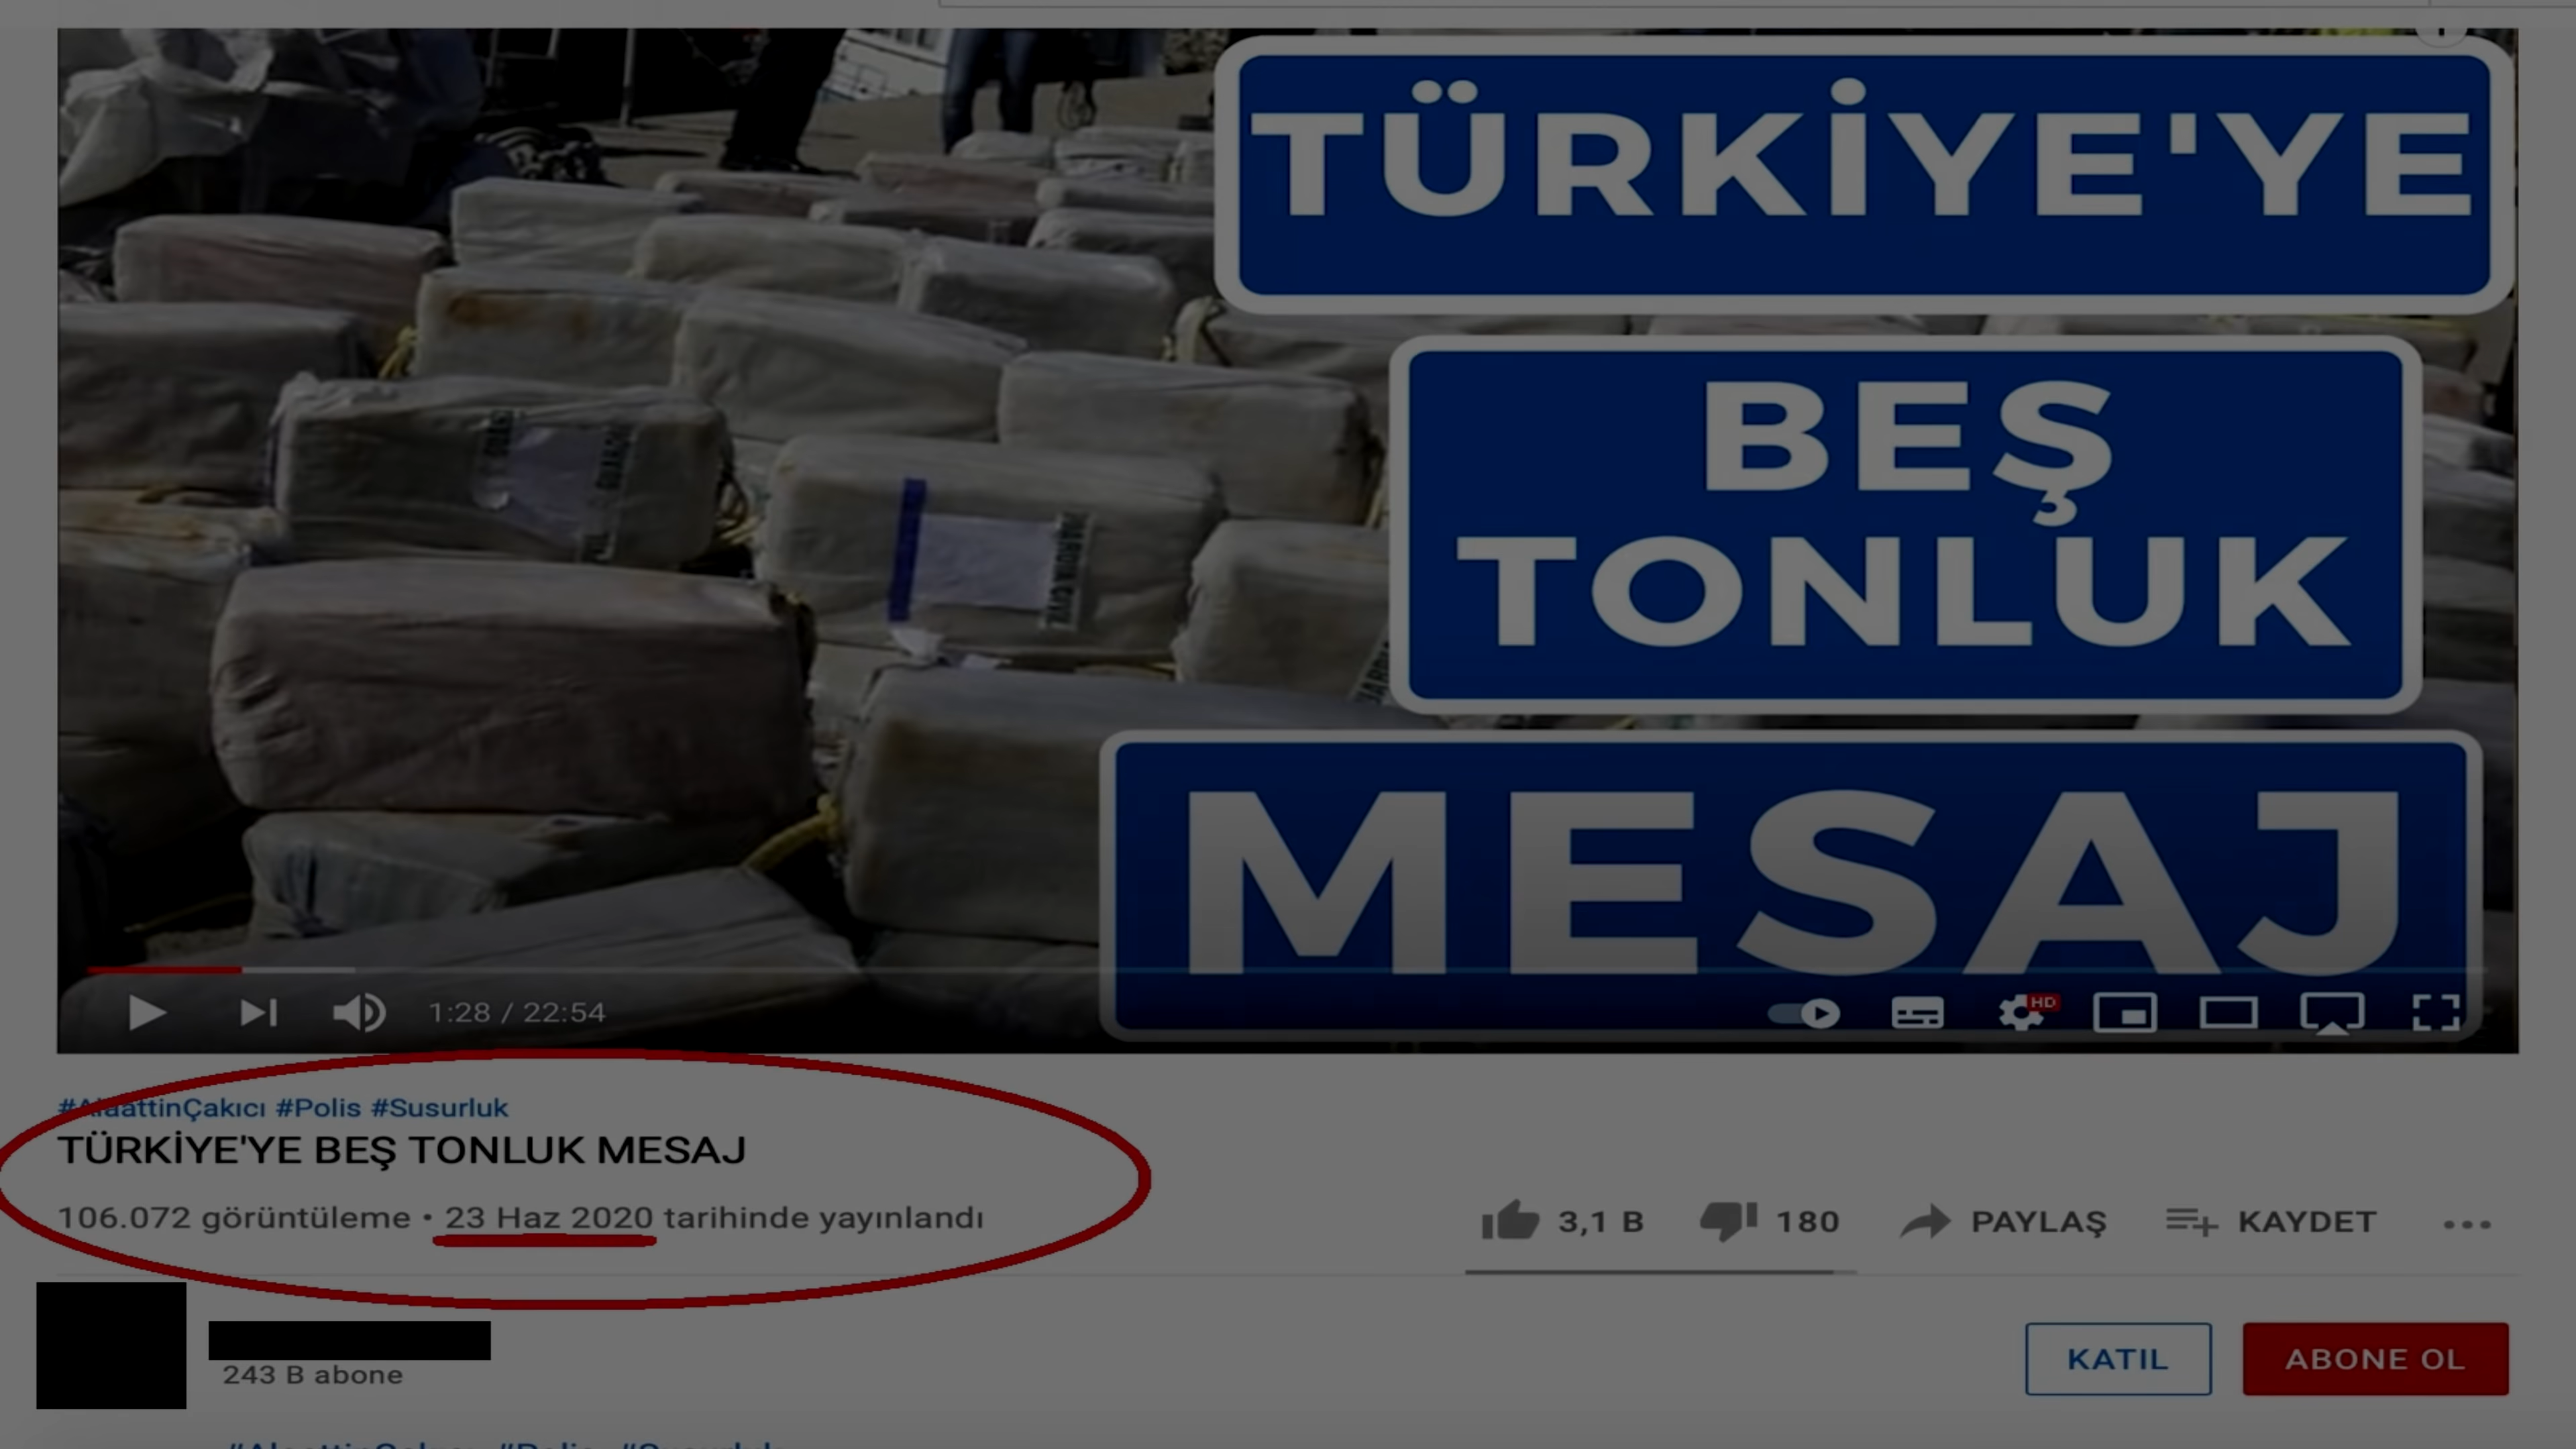 TÜRKİYE'YE
BEŞ
TONLUK
MESAJ
1:28 / 22:54
HD
#AlaattinÇakıcı #Polis #Susurluk
TÜRKİYE'YE BEŞ TONLUK MESAJ
106.072 görüntüleme • 23 Haz 2020 tarihinde yayınlandı
3,1 B 180 PAYLAŞ KAYDET
243 B abone
KATIL ABONE OL